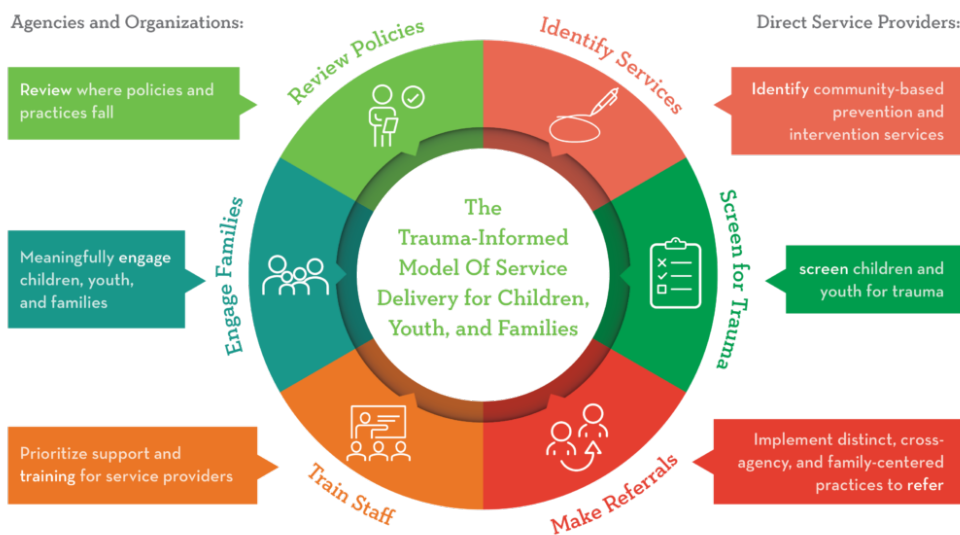 Agencies and Organizations:
Direct Service Providers:
Review Policies
Identify Services
Review where policies and
practices fall
Identify community-based
prevention and
intervention services
Engage Families
Screen for Trauma
Meaningfully engage
children, youth,
and families
The
Trauma-Informed
Model Of Service
Delivery for Children,
Youth, and Families
screen children and
youth for trauma
Prioritize support and
training for service providers
Implement distinct, cross-
agency, and family-centered
practices to refer
Train Staff
Make Referrals